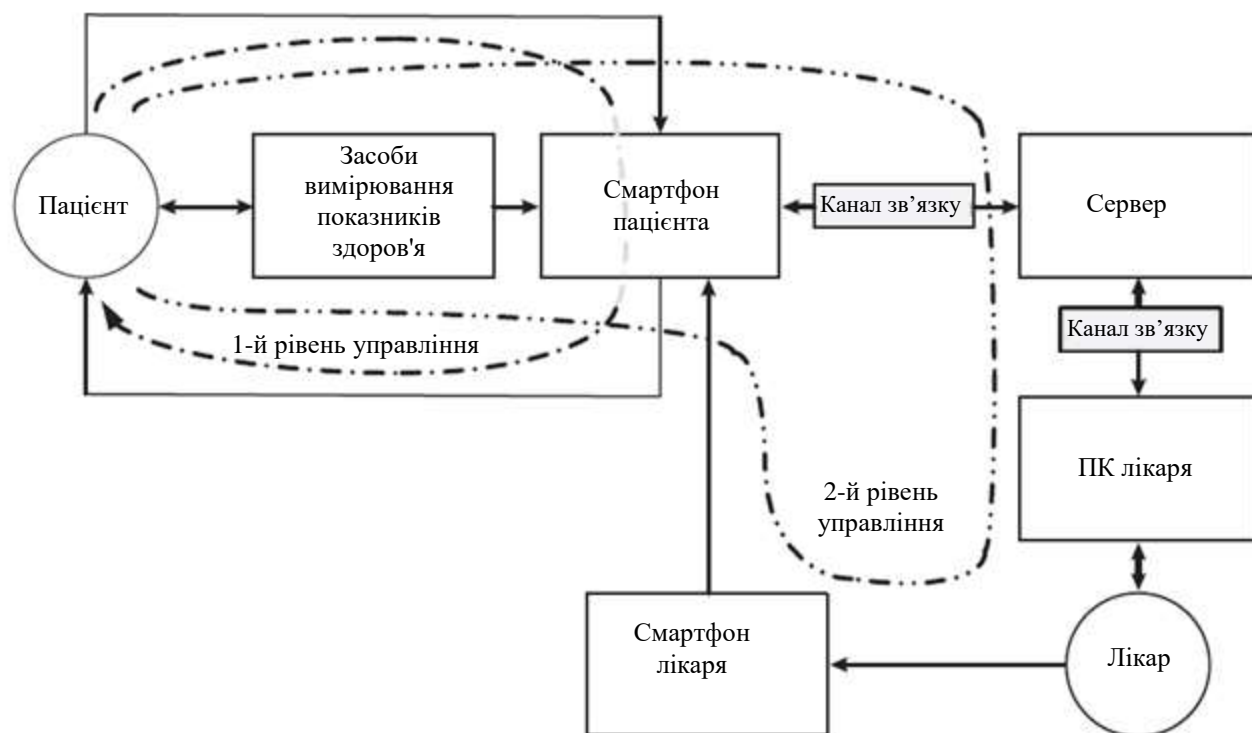 Пацієнт
Засоби
вимірювання
показників
здоров'я
Смартфон
пацієнта
Канал зв’язку
Сервер
Канал зв’язку
1-й рівень управління
ПК лікаря
2-й рівень
управління
Смартфон
лікаря
Лікар